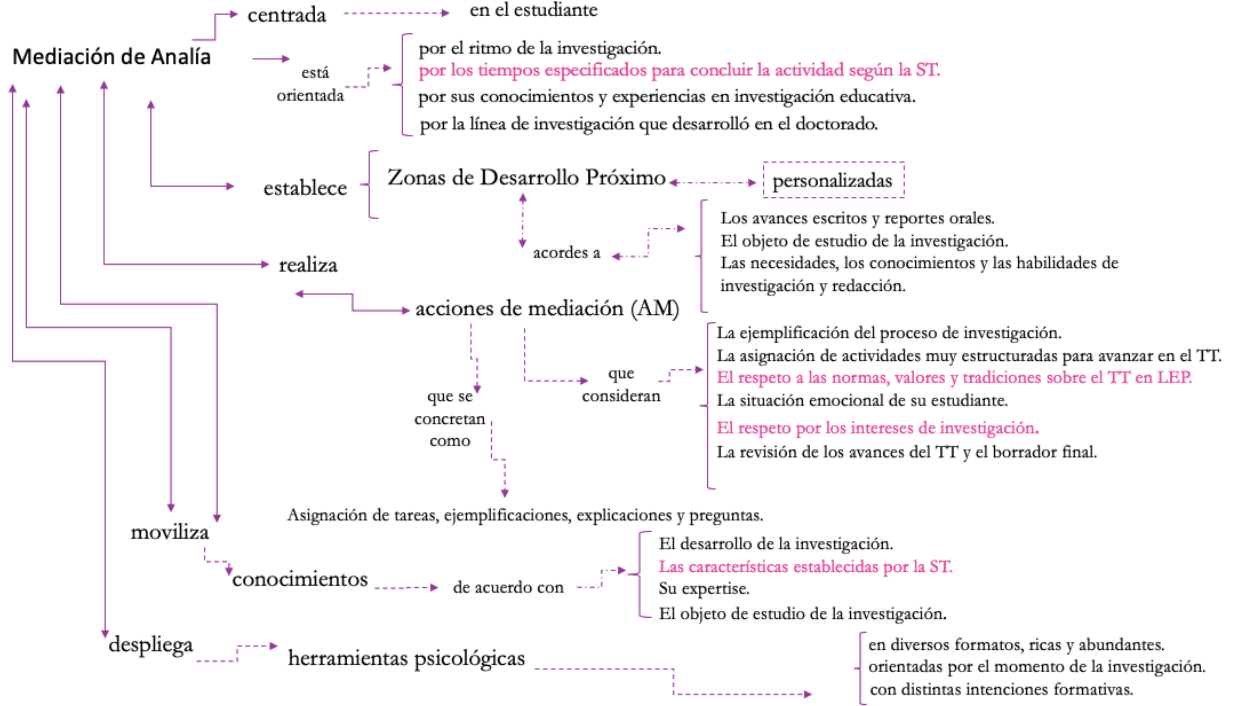 centrada
en el estudiante
Mediación de Analía
está
orientada
por el ritmo de la investigación.
por los tiempos especificados para concluir la actividad según la ST.
por sus conocimientos y experiencias en investigación educativa.
por la línea de investigación que desarrolló en el doctorado.
establece
Zonas de Desarrollo Próximo
personalizadas
acordes a
Los avances escritos y reportes orales.
El objeto de estudio de la investigación.
Las necesidades, los conocimientos y las habilidades de
investigación y redacción.
realiza
acciones de mediación (AM)
que
consideran
La ejemplificación del proceso de investigación.
La asignación de actividades muy estructuradas para avanzar en el TT.
El respeto a las normas, valores y tradiciones sobre el TT en LEP.
La situación emocional de su estudiante.
El respeto por los intereses de investigación.
La revisión de los avances del TT y el borrador final.
que se
concretan
como
Asignación de tareas, ejemplificaciones, explicaciones y preguntas.
moviliza
conocimientos
de acuerdo con
El desarrollo de la investigación.
Las características establecidas por la ST.
Su expertise.
El objeto de estudio de la investigación.
despliega
herramientas psicológicas
en diversos formatos, ricas y abundantes.
orientadas por el momento de la investigación.
con distintas intenciones formativas.